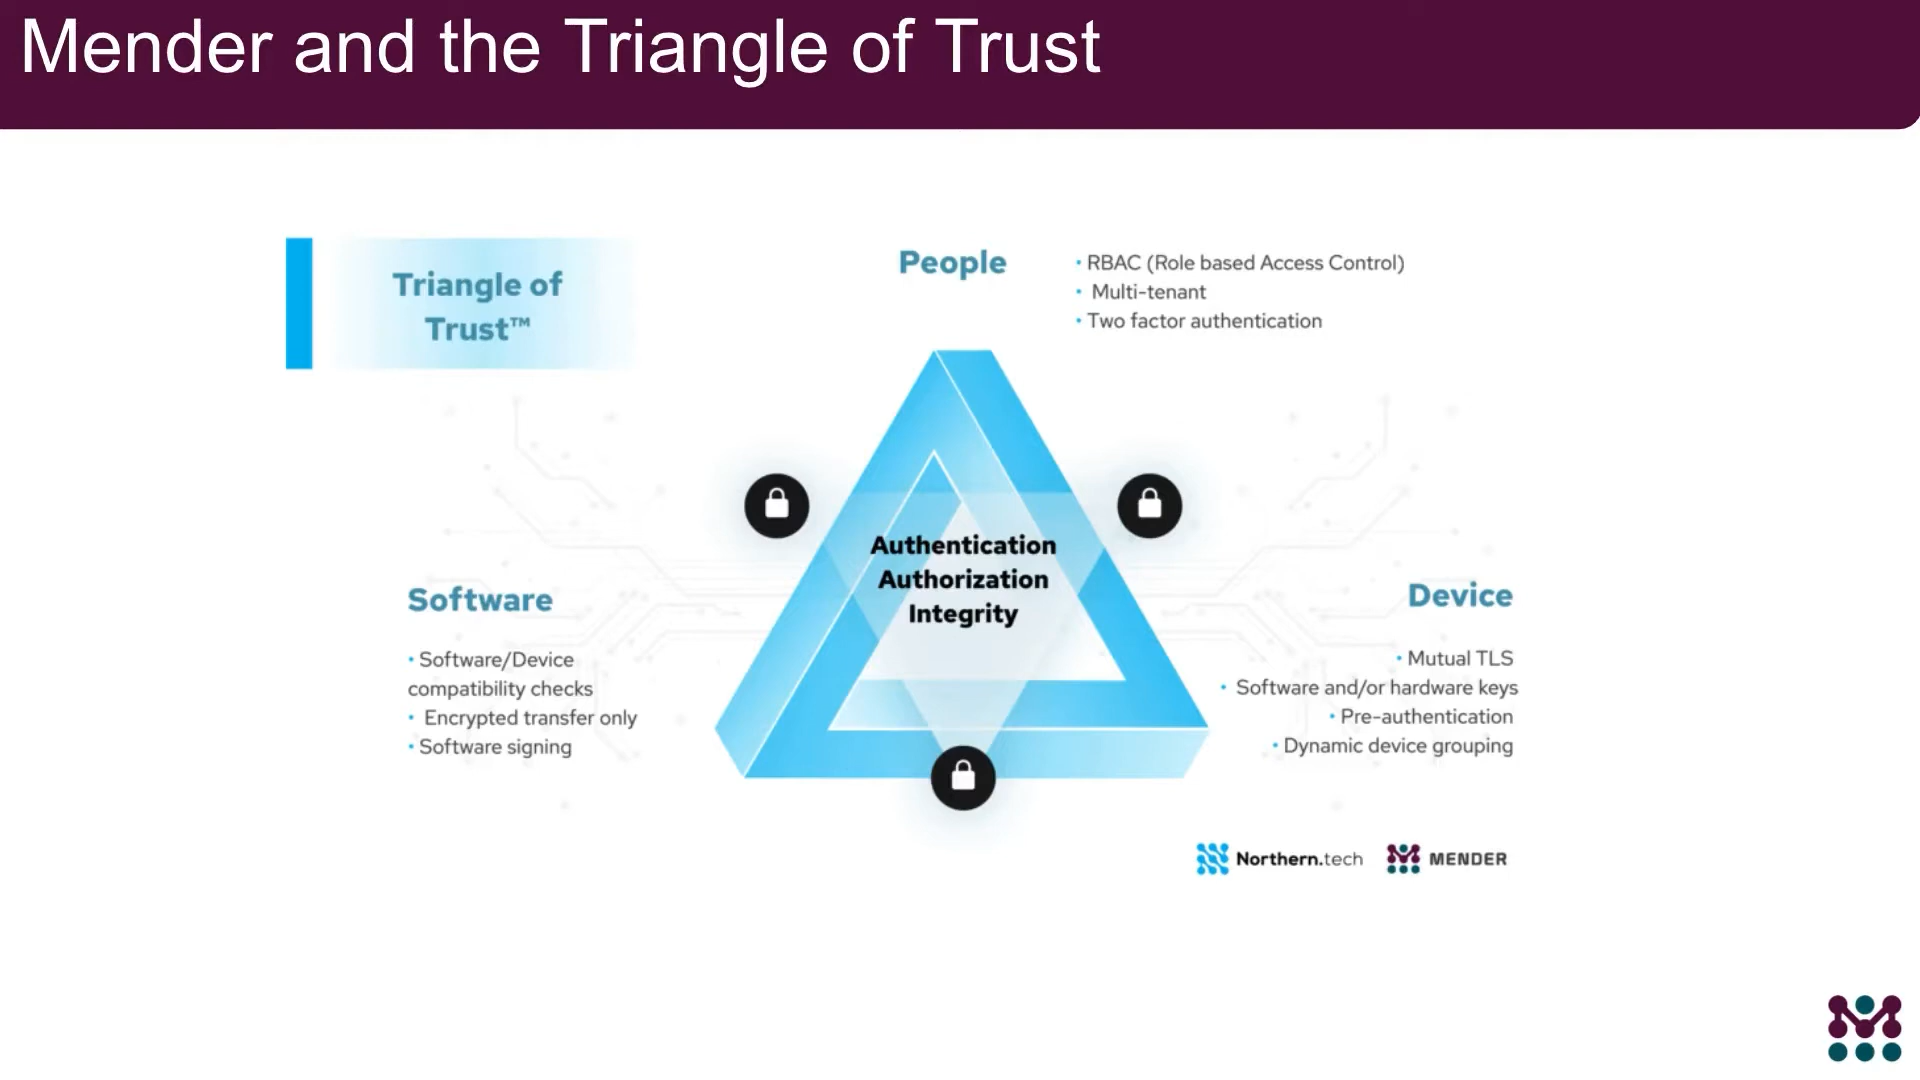 Mender and the Triangle of Trust
Triangle of
Trust™
People
• RBAC (Role based Access Control)
• Multi-tenant
• Two factor authentication
Authentication
Authorization
Integrity
Software
• Software/Device
compatibility checks
• Encrypted transfer only
• Software signing
Device
• Mutual TLS
• Software and/or hardware keys
• Pre-authentication
• Dynamic device grouping
Northern.tech
MENDER